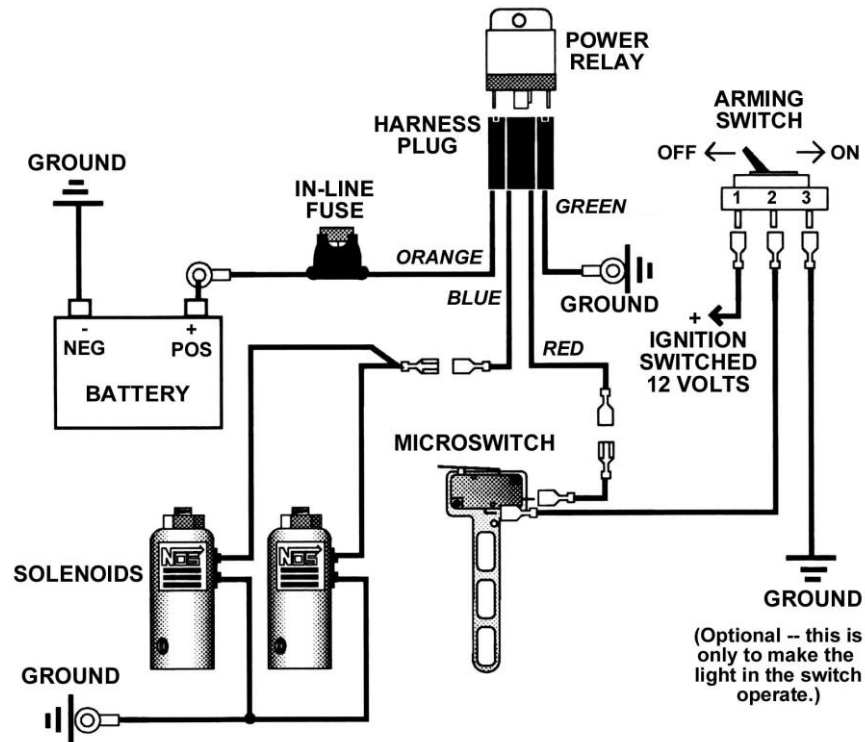 POWER
RELAY
ARMING
SWITCH
HARNESS
PLUG
OFF
ON
GROUND
IN-LINE
FUSE
1 2 3
GREEN
ORANGE
GROUND
BLUE
+
IGNITION
SWITCHED
12 VOLTS
- +
NEG POS
RED
BATTERY
MICROSWITCH
SOLENOIDS
NOS NOS
GROUND
GROUND
(Optional -- this is
only to make the
light in the switch
operate.)